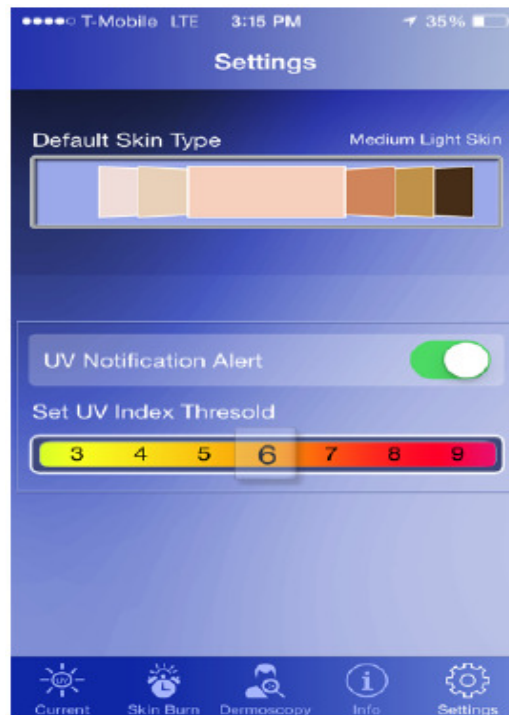 T-Mobile LTE 3:15 PM 35%
Settings
Default Skin Type Medium Light Skin
UV Notification Alert
Set UV Index Thresold
3 4 5 6 7 8 9
UV
Current Skin Burn Dermoscopy Info Settings